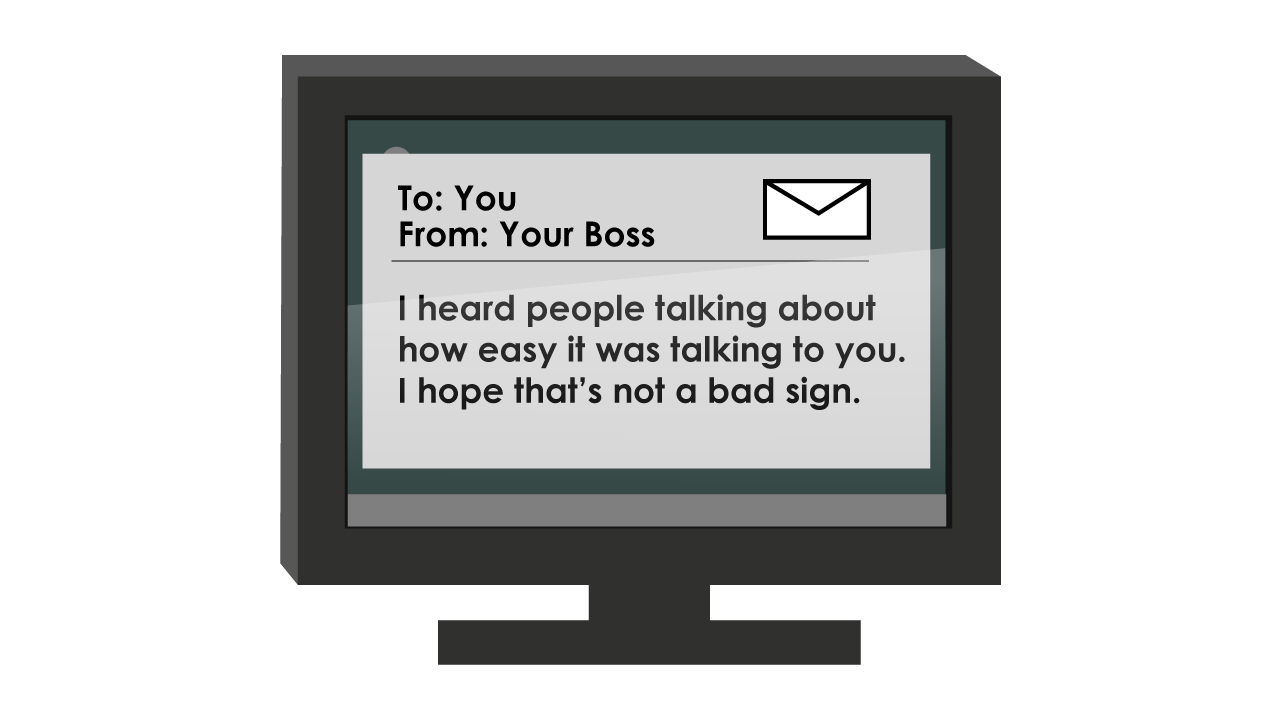 To: You
From: Your Boss
I heard people talking about
how easy it was talking to you.
I hope that’s not a bad sign.